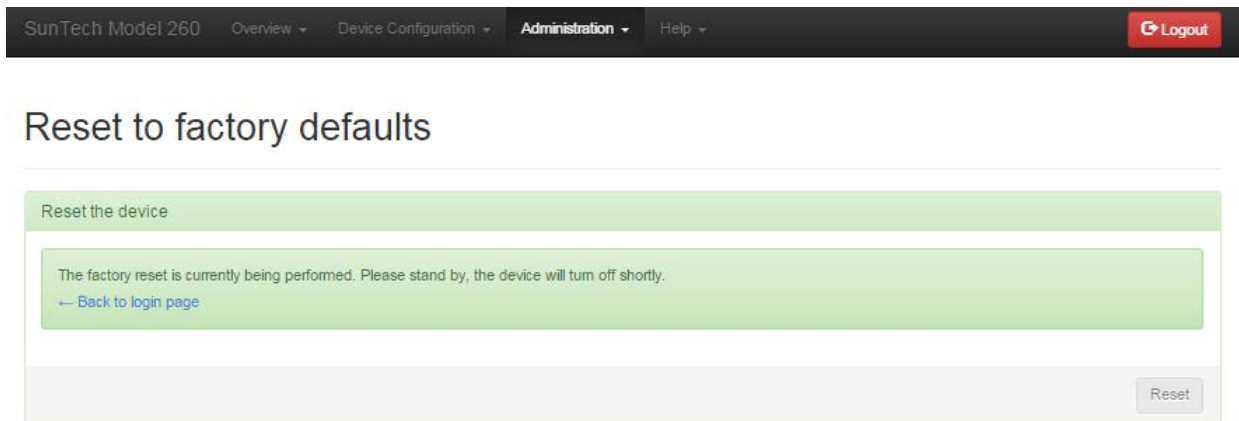 SunTech Model 260 Overview Device Configuration Administration Help Logout
Reset to factory defaults
Reset the device
The factory reset is currently being performed. Please stand by, the device will turn off shortly.
← Back to login page
Reset